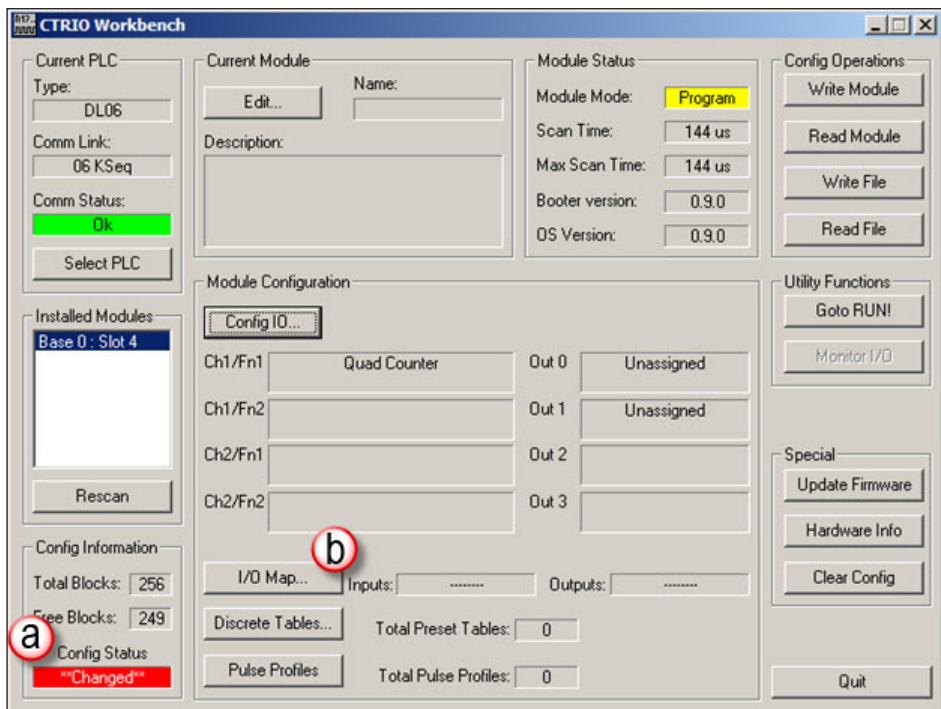 CTRIO Workbench
Current PLC
Type:
DL06
Comm Link:
06 KSeq
Comm Status:
Ok
Select PLC
Installed Modules
Base 0 : Slot 4
Rescan
Config Information
Total Blocks: 256
Free Blocks: 249
a
Config Status
**Changed**
Current Module
Edit...
Name:
Description:
Module Status
Module Mode: Program
Scan Time: 144 us
Max Scan Time: 144 us
Booter version: 0.9.0
OS Version: 0.9.0
Module Configuration
Config IO...
Ch1/Fn1 Quad Counter Out 0 Unassigned
Ch1/Fn2 Out 1 Unassigned
Ch2/Fn1 Out 2
Ch2/Fn2 Out 3
b
I/O Map... Inputs: -------- Outputs: --------
Discrete Tables... Total Preset Tables: 0
Pulse Profiles Total Pulse Profiles: 0
Config Operations
Write Module
Read Module
Write File
Read File
Utility Functions
Goto RUN!
Monitor I/O
Special
Update Firmware
Hardware Info
Clear Config
Quit